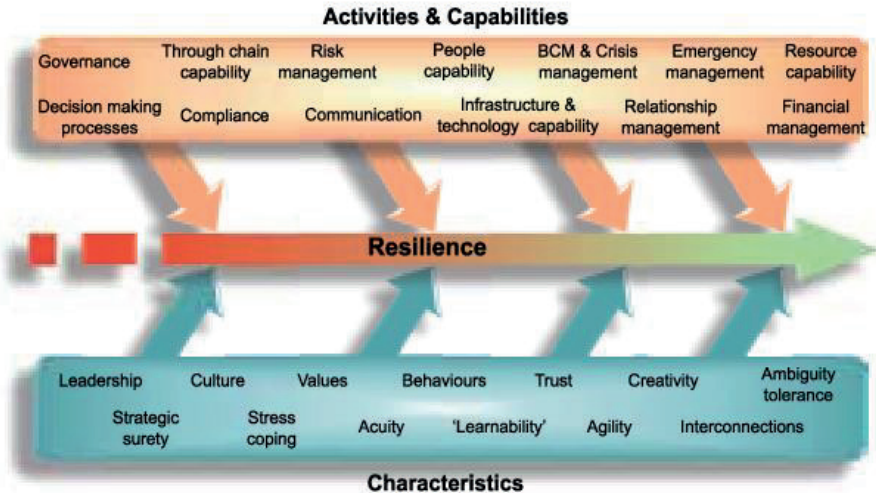 Activities & Capabilities
Governance
Through chain
capability
Risk
management
People
capability
BCM & Crisis
management
Emergency
management
Resource
capability
Decision making
processes
Compliance
Communication
Infrastructure &
technology capability
Relationship
management
Financial
management
Resilience
Leadership
Culture
Values
Behaviours
Trust
Creativity
Ambiguity
tolerance
Strategic
surety
Stress
coping
Acuity
'Learnability'
Agility
Interconnections
Characteristics